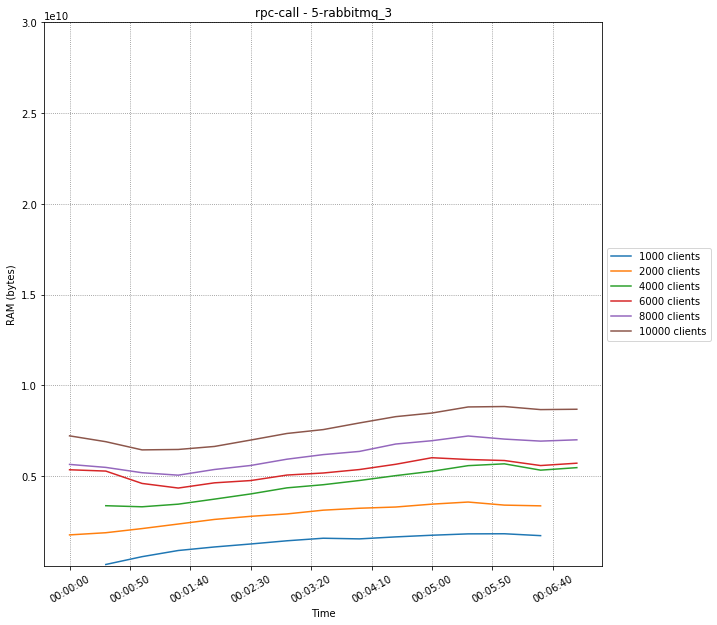 rpc-call - 5-rabbitmq_3
1e10
3.0
2.5
2.0
1.5
1.0
0.5
RAM (bytes)
00:00:00
00:00:50
00:01:40
00:02:30
00:03:20
00:04:10
00:05:00
00:05:50
00:06:40
Time
1000 clients
2000 clients
4000 clients
6000 clients
8000 clients
10000 clients